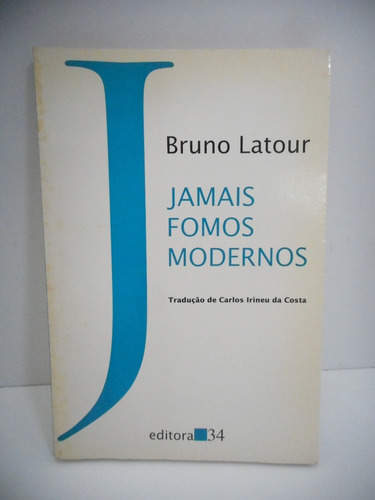 J
Bruno Latour
JAMAIS
FOMOS
MODERNOS
Tradução de Carlos Irineu da Costa
editora 34